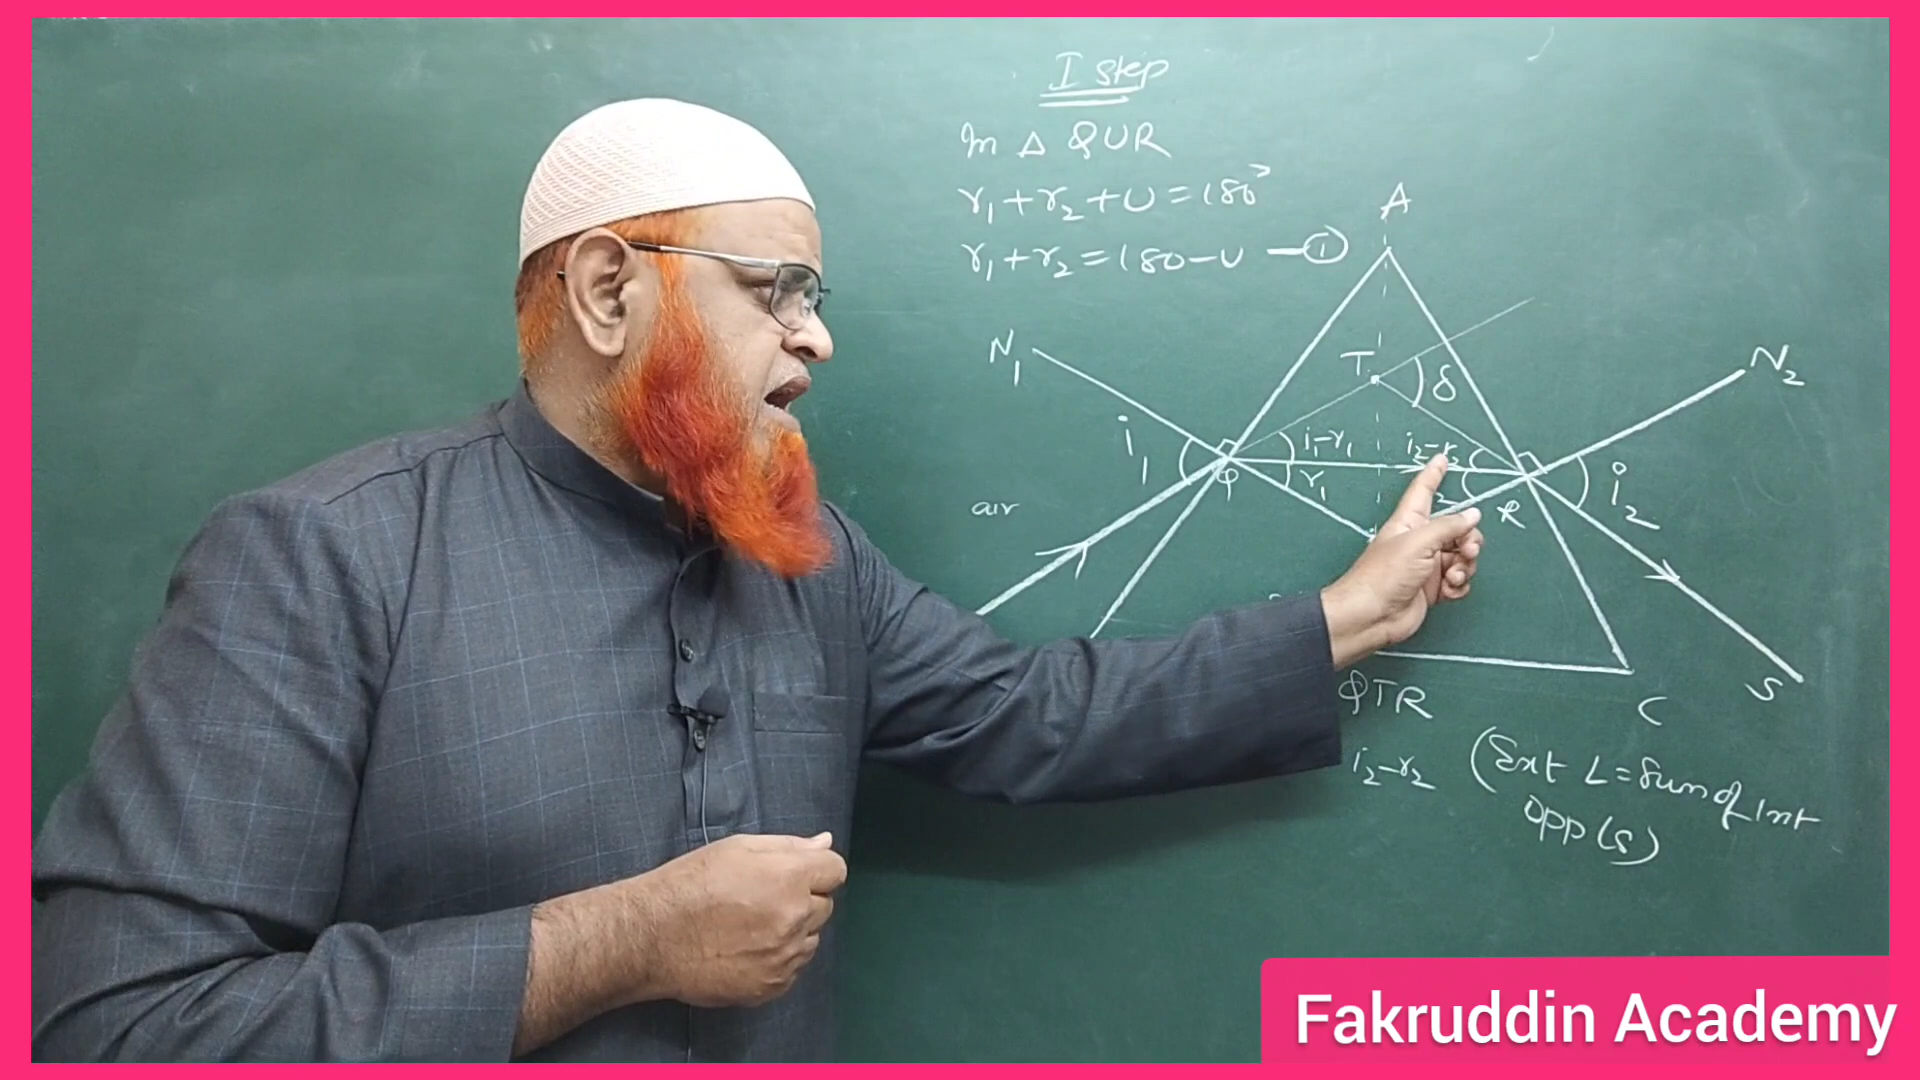 I step
In Δ QUR
r₁+r₂+U=180°
r₁+r₂=180-U —①
A
N₁
T
δ
N₂
i₁
i-r₁
i₂-r₂
i₂
Q
r₁
₂
R
air
S
C
QTR
i₂-r₂ (Ext ∠=Sum of Int
opp (s)
Fakruddin Academy